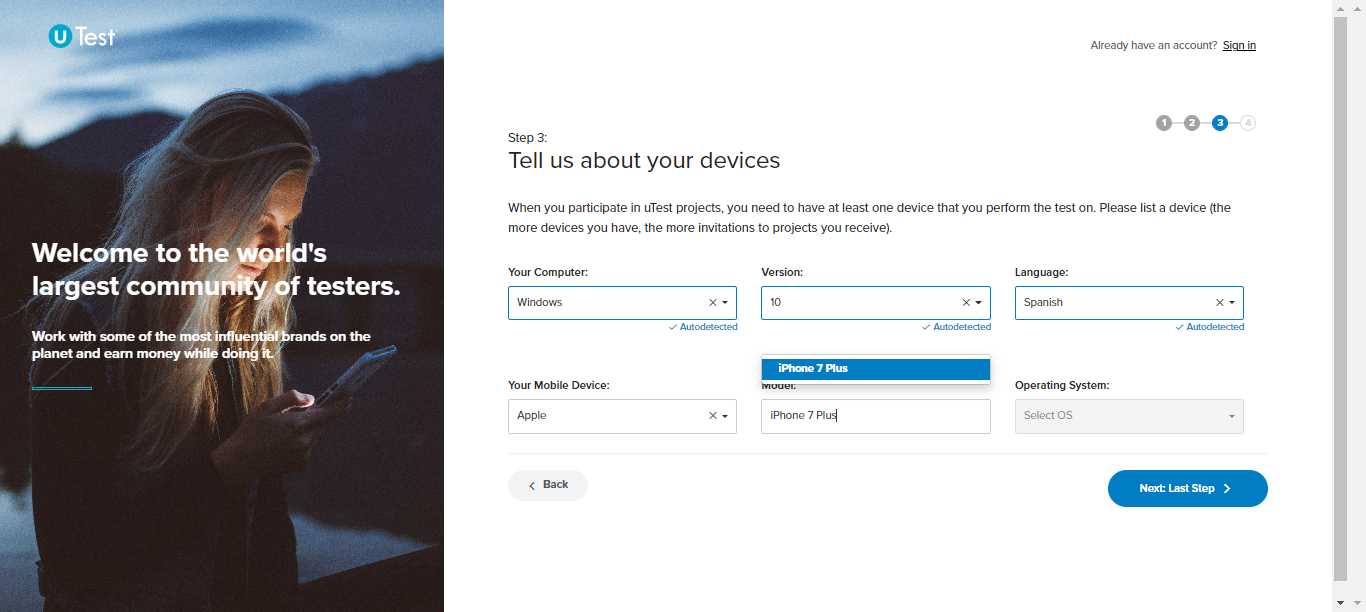 uTest
Already have an account? Sign in
1 2 3 4
Step 3:
Tell us about your devices
When you participate in uTest projects, you need to have at least one device that you perform the test on. Please list a device (the
more devices you have, the more invitations to projects you receive).
Welcome to the world's
largest community of testers.
Work with some of the most influential brands on the
planet and earn money while doing it.
Your Computer: Version: Language:
Windows 10 Spanish
Autodetected Autodetected Autodetected
iPhone 7 Plus
Your Mobile Device: Model: Operating System:
Apple iPhone 7 Plus Select OS
Back Next: Last Step